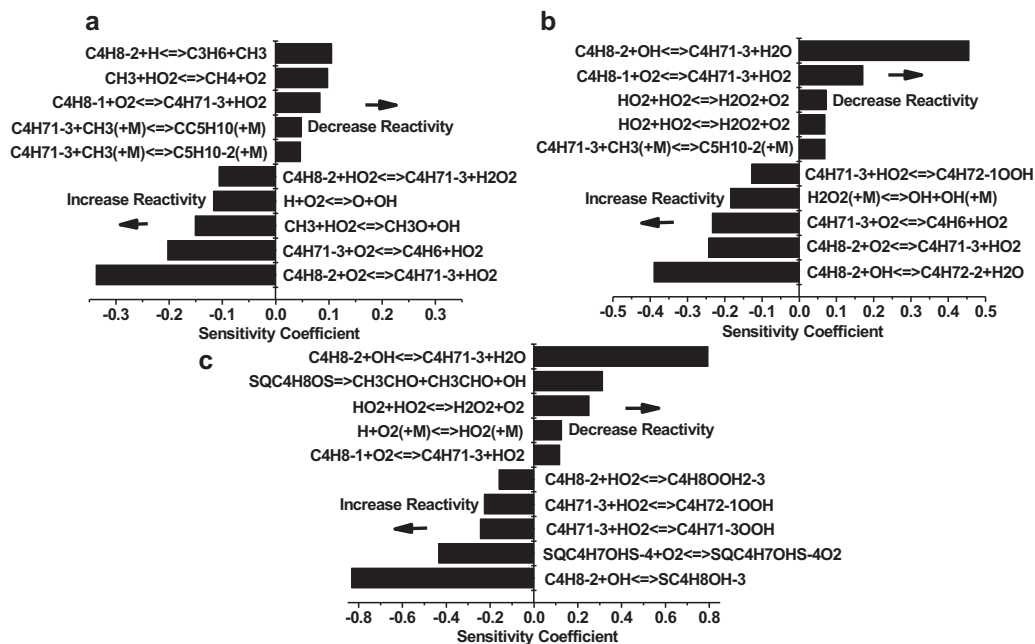 a
C4H8-2+H<=>C3H6+CH3
CH3+HO2<=>CH4+O2
C4H8-1+O2<=>C4H71-3+HO2
C4H71-3+CH3(+M)<=>CC5H10(+M)
Decrease Reactivity
C4H71-3+CH3(+M)<=>C5H10-2(+M)
C4H8-2+HO2<=>C4H71-3+H2O2
Increase Reactivity
H+O2<=>O+OH
CH3+HO2<=>CH3O+OH
C4H71-3+O2<=>C4H6+HO2
C4H8-2+O2<=>C4H71-3+HO2
-0.3 -0.2 -0.1 0.0 0.1 0.2 0.3
Sensitivity Coefficient
b
C4H8-2+OH<=>C4H71-3+H2O
C4H8-1+O2<=>C4H71-3+HO2
HO2+HO2<=>H2O2+O2
Decrease Reactivity
HO2+HO2<=>H2O2+O2
C4H71-3+CH3(+M)<=>C5H10-2(+M)
C4H71-3+HO2<=>C4H72-1OOH
Increase Reactivity
H2O2(+M)<=>OH+OH(+M)
C4H71-3+O2<=>C4H6+HO2
C4H8-2+O2<=>C4H71-3+HO2
C4H8-2+OH<=>C4H72-2+H2O
-0.5 -0.4 -0.3 -0.2 -0.1 0.0 0.1 0.2 0.3 0.4 0.5
Sensitivity Coefficient
c
C4H8-2+OH<=>C4H71-3+H2O
SQC4H8OS=>CH3CHO+CH3CHO+OH
HO2+HO2<=>H2O2+O2
H+O2(+M)<=>HO2(+M)
Decrease Reactivity
C4H8-1+O2<=>C4H71-3+HO2
C4H8-2+HO2<=>C4H8OOH2-3
Increase Reactivity
C4H71-3+HO2<=>C4H72-1OOH
C4H71-3+HO2<=>C4H71-3OOH
SQC4H7OHS-4+O2<=>SQC4H7OHS-4O2
C4H8-2+OH<=>SC4H8OH-3
-0.8 -0.6 -0.4 -0.2 0.0 0.2 0.4 0.6 0.8
Sensitivity Coefficient